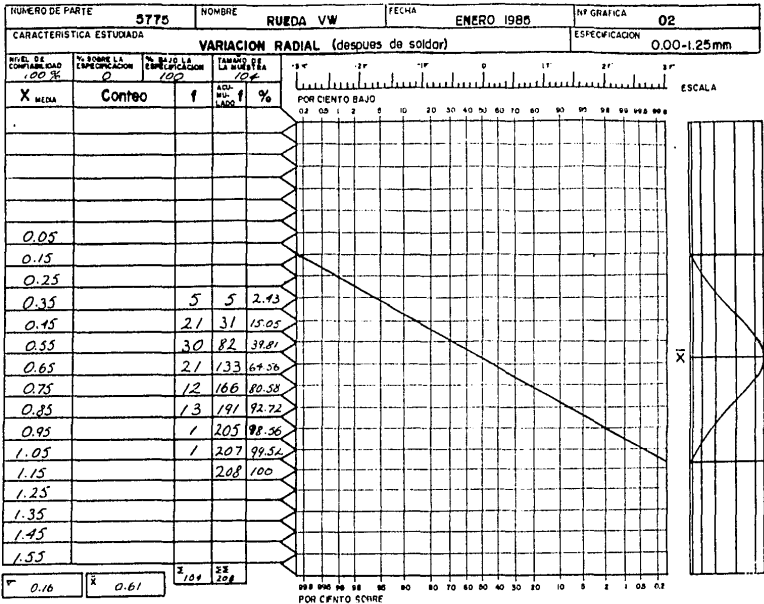 NUMERO DE PARTE 5775 NOMBRE RUEDA VW FECHA ENERO 1986 Nº GRAFICA 02
CARACTERISTICA ESTUDIADA VARIACION RADIAL (despues de soldar) ESPECIFICACION 0.00-1.25mm
NIVEL DE CONFIABILIDAD 100 % % SOBRE LA ESPECIFICACION 0 % BAJO LA ESPECIFICACION 100 TAMAÑO DE LA MUESTRA 104
ESCALA
X MEDIA Conteo f ACUMULADO f %
POR CIENTO BAJO
0.2 0.5 1 2 5 10 20 30 40 50 60 70 80 90 95 98 99 99.5 99.8
0.05
0.15
0.25
0.35 5 5 2.43
0.45 21 31 15.05
0.55 30 82 39.81
0.65 21 133 64.56
0.75 12 166 80.58
0.85 13 191 92.72
0.95 1 205 98.56
1.05 1 207 99.52
1.15 208 100
1.25
1.35
1.45
1.55
X̄
σ 0.16 X̄ 0.61 Σ 104 ΣΣ 208
99.8 99.5 99 98 95 90 80 70 60 50 40 30 20 10 5 2 1 0.5 0.2
POR CIENTO SOBRE